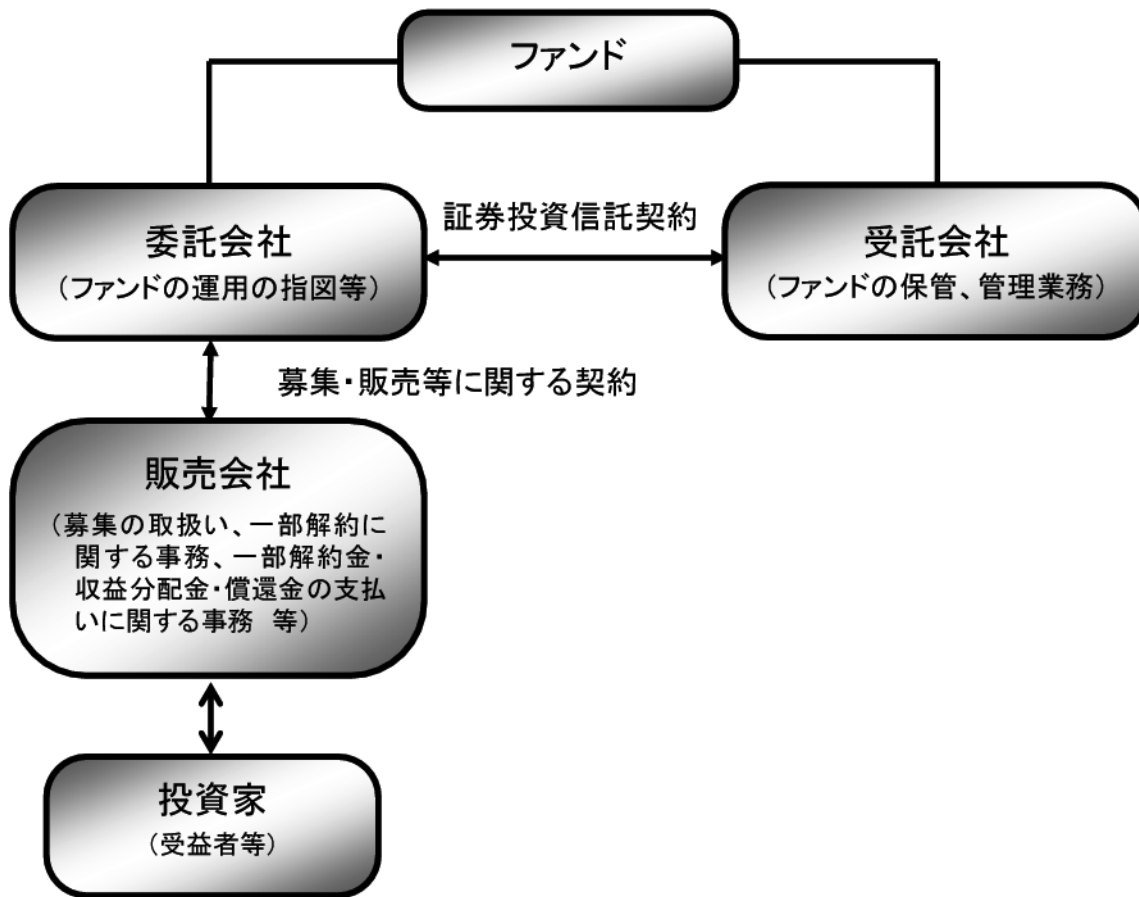 ファンド
委託会社
（ファンドの運用の指図等）
証券投資信託契約
受託会社
（ファンドの保管、管理業務）
募集・販売等に関する契約
販売会社
（募集の取扱い、一部解約に
関する事務、一部解約金・
収益分配金・償還金の支払
いに関する事務　等）
投資家
（受益者等）